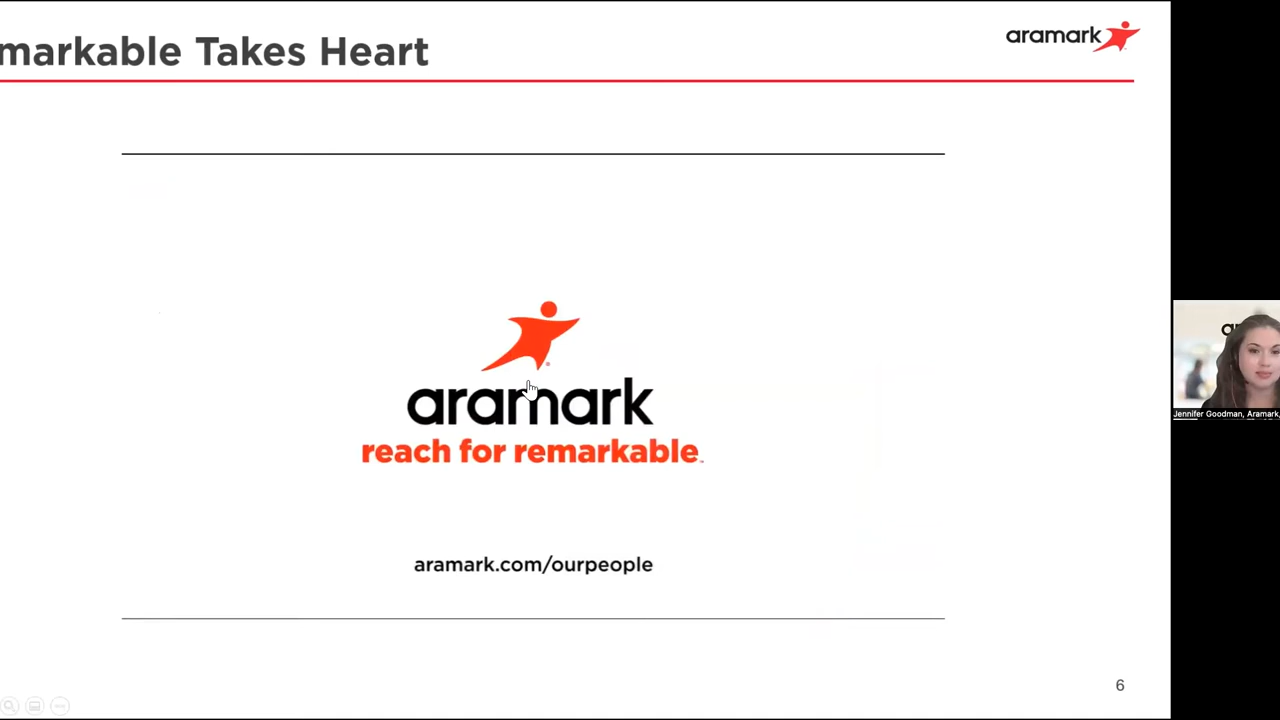 markable Takes Heart
aramark
aramark
reach for remarkable
aramark.com/ourpeople
6
Jennifer Goodman, Aramark,